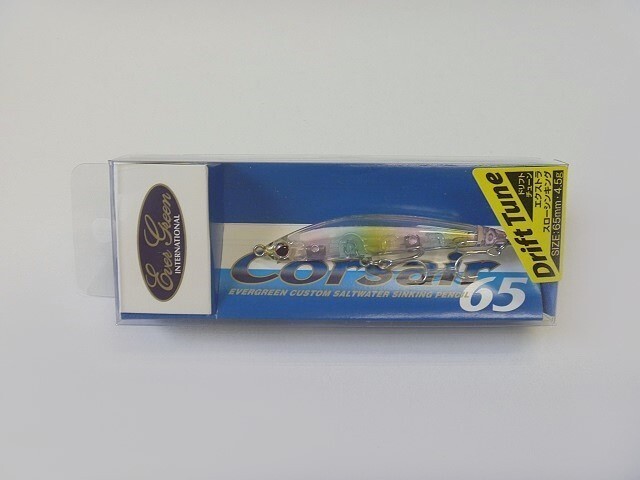 Ever Green
INTERNATIONAL
Corsair
65
EVERGREEN CUSTOM SALTWATER SINKING PENCIL
Drift Tune
ドリフト
チューン
エクストラ
スローシンキング
SIZE:65mm・4.5g